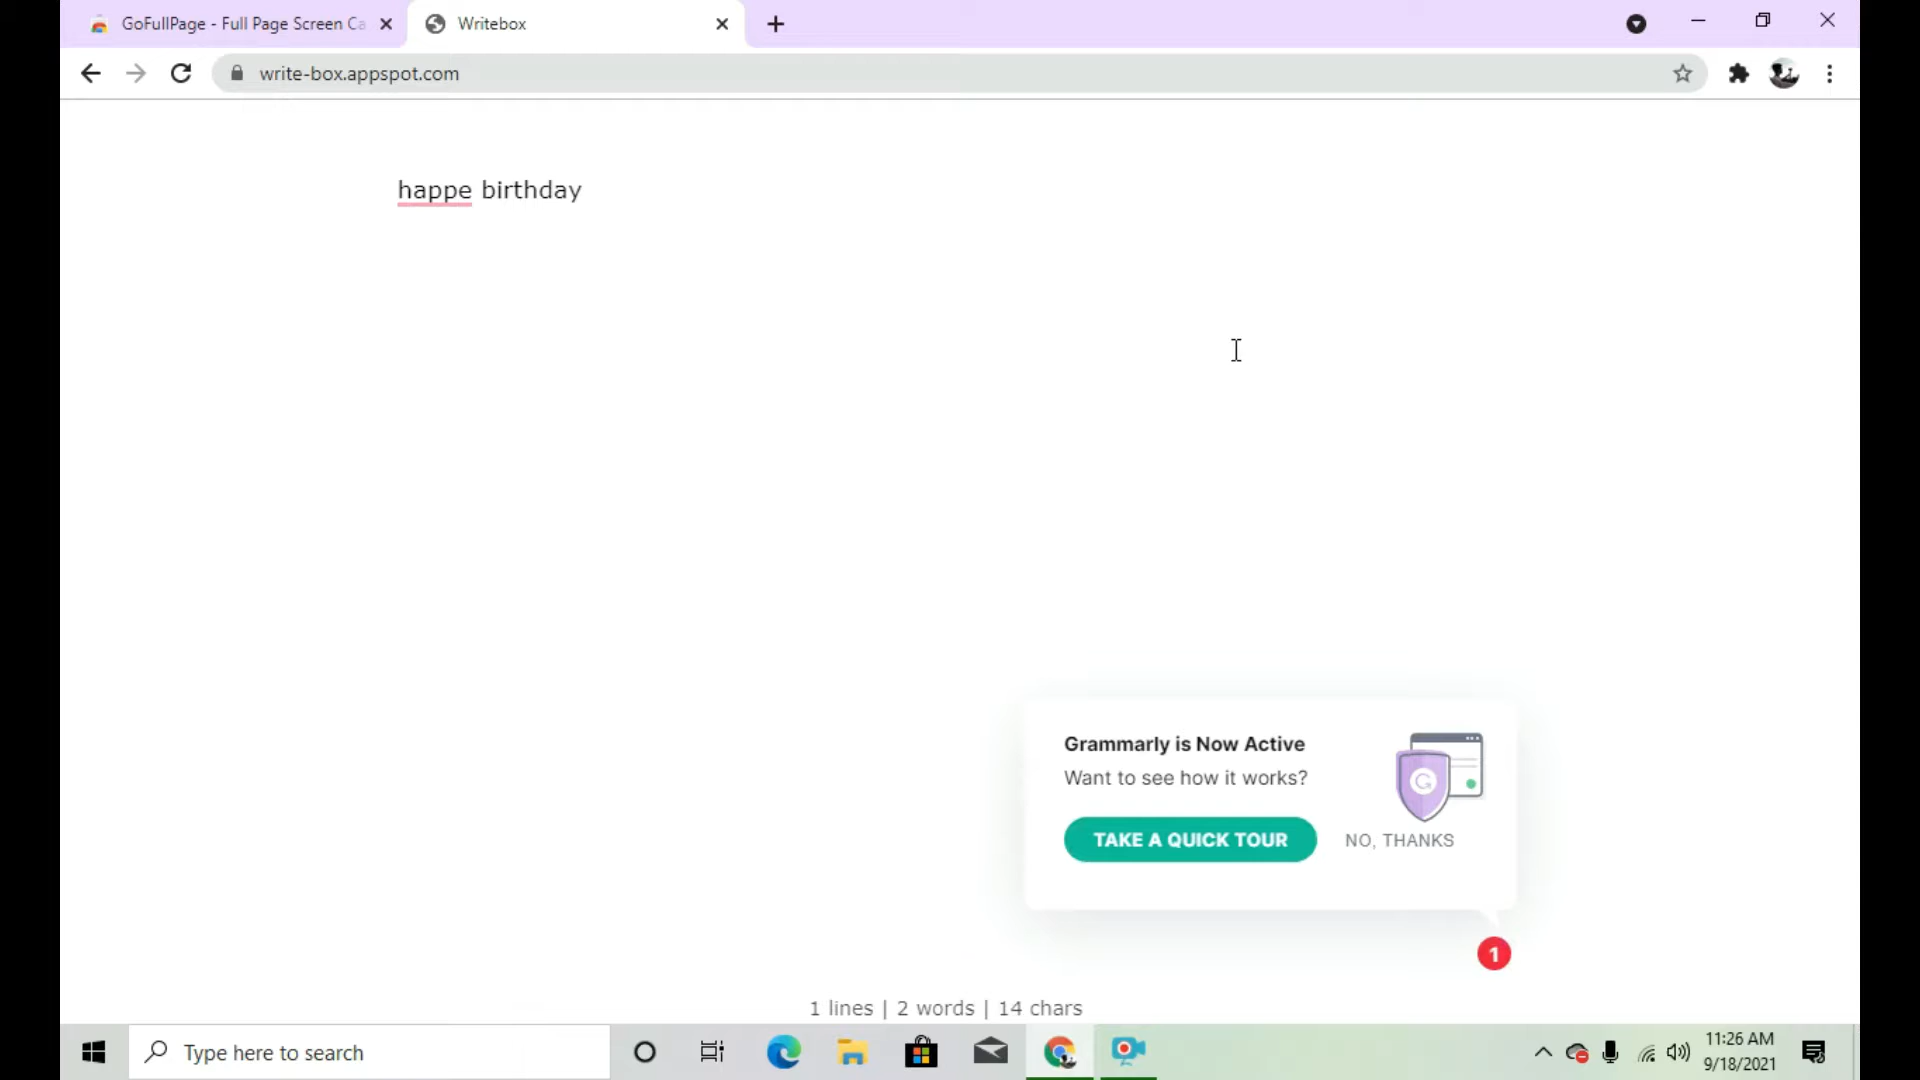 GoFullPage - Full Page Screen Ca
Writebox
write-box.appspot.com
happe birthday
Grammarly is Now Active
Want to see how it works?
TAKE A QUICK TOUR
NO, THANKS
1
1 lines | 2 words | 14 chars
Type here to search
11:26 AM
9/18/2021